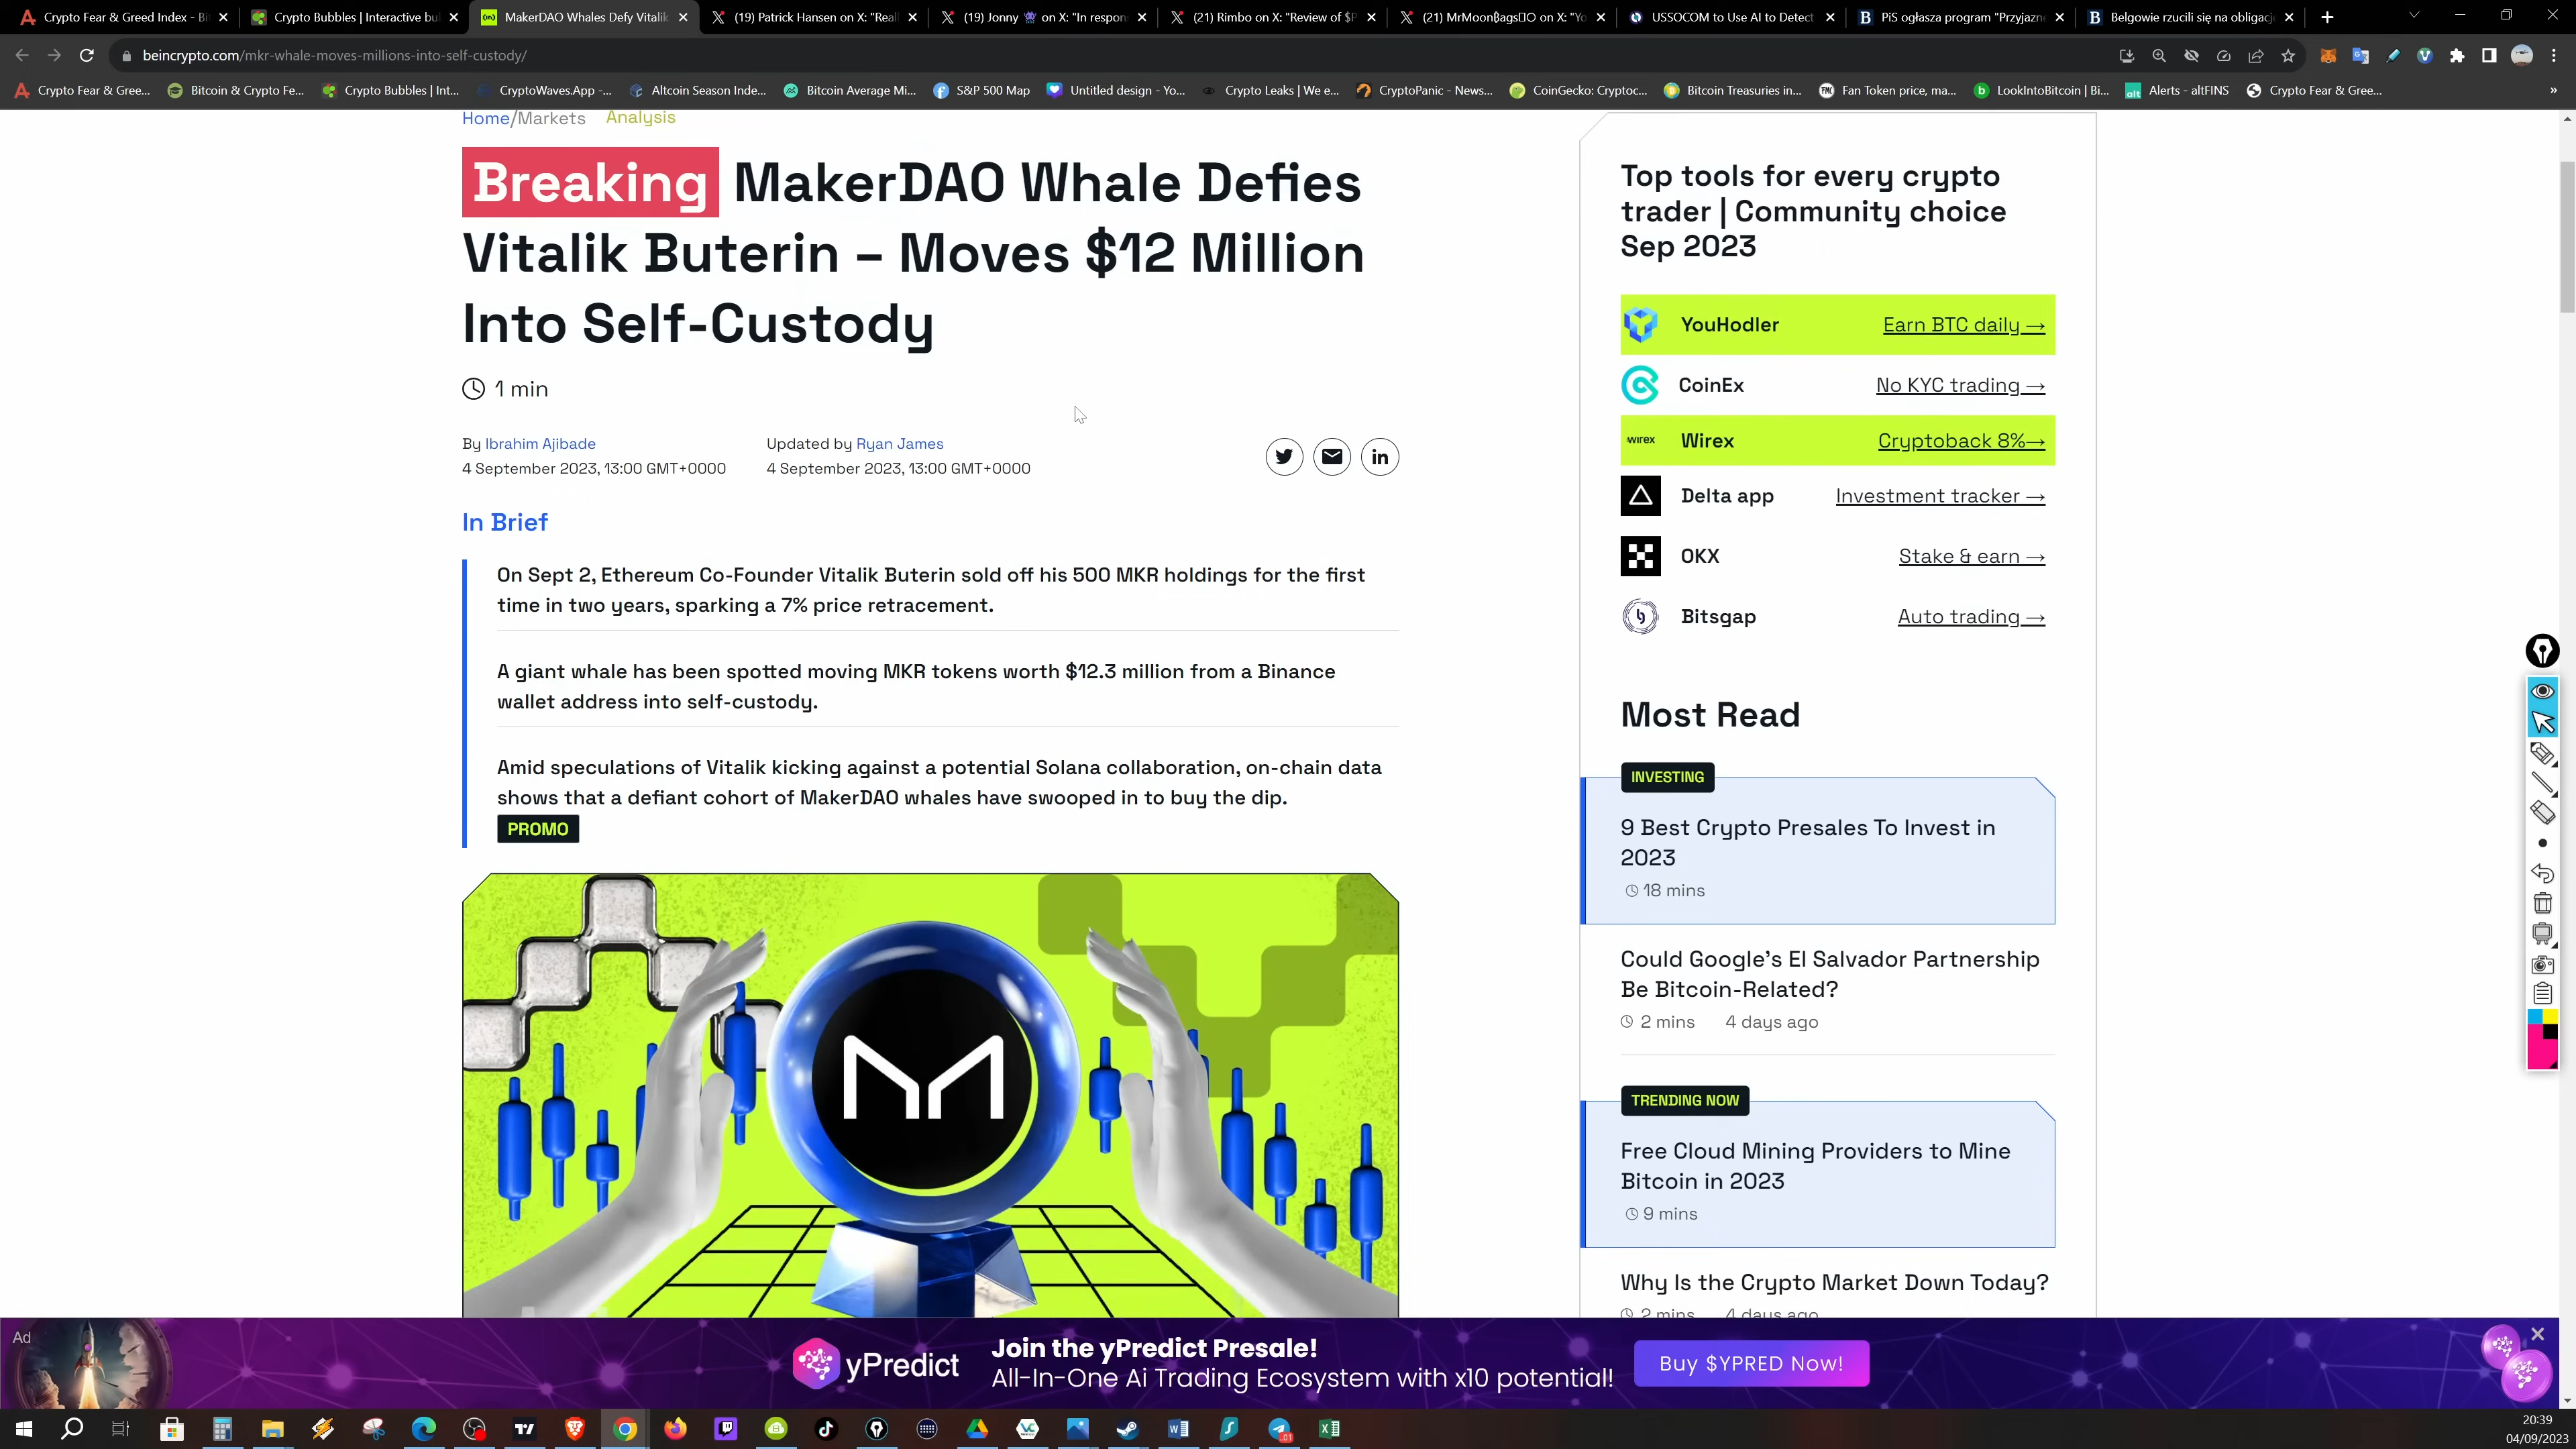 Crypto Fear & Greed Index - Bi
Crypto Bubbles | Interactive bu
MakerDAO Whales Defy Vitalik
(19) Patrick Hansen on X: "Real
(19) Jonny 👾 on X: "In respon
(21) Rimbo on X: "Review of $P
(21) MrMoonβags on X: "Yo
USSOCOM to Use AI to Detect
PiS ogłasza program "Przyjazn
Belgowie rzucili się na obligacj
beincrypto.com/mkr-whale-moves-millions-into-self-custody/
Crypto Fear & Gree...
Bitcoin & Crypto Fe...
Crypto Bubbles | Int...
CryptoWaves.App -...
Altcoin Season Inde...
Bitcoin Average Mi...
S&P 500 Map
Untitled design - Yo...
Crypto Leaks | We e...
CryptoPanic - News...
CoinGecko: Cryptoc...
Bitcoin Treasuries in...
Fan Token price, ma...
LookIntoBitcoin | Bi...
Alerts - altFINS
Crypto Fear & Gree...
Home/Markets Analysis
Breaking MakerDAO Whale Defies
Vitalik Buterin – Moves $12 Million
Into Self-Custody
1 min
By Ibrahim Ajibade
4 September 2023, 13:00 GMT+0000
Updated by Ryan James
4 September 2023, 13:00 GMT+0000
In Brief
On Sept 2, Ethereum Co-Founder Vitalik Buterin sold off his 500 MKR holdings for the first
time in two years, sparking a 7% price retracement.
A giant whale has been spotted moving MKR tokens worth $12.3 million from a Binance
wallet address into self-custody.
Amid speculations of Vitalik kicking against a potential Solana collaboration, on-chain data
shows that a defiant cohort of MakerDAO whales have swooped in to buy the dip.
PROMO
Top tools for every crypto
trader | Community choice
Sep 2023
YouHodler Earn BTC daily →
CoinEx No KYC trading →
wirex Wirex Cryptoback 8%→
Delta app Investment tracker →
OKX Stake & earn →
Bitsgap Auto trading →
Most Read
INVESTING
9 Best Crypto Presales To Invest in
2023
18 mins
Could Google's El Salvador Partnership
Be Bitcoin-Related?
2 mins 4 days ago
TRENDING NOW
Free Cloud Mining Providers to Mine
Bitcoin in 2023
9 mins
Why Is the Crypto Market Down Today?
2 mins 4 days ago
Ad
yPredict
Join the yPredict Presale!
All-In-One Ai Trading Ecosystem with x10 potential!
Buy $YPRED Now!
20:39
04/09/2023